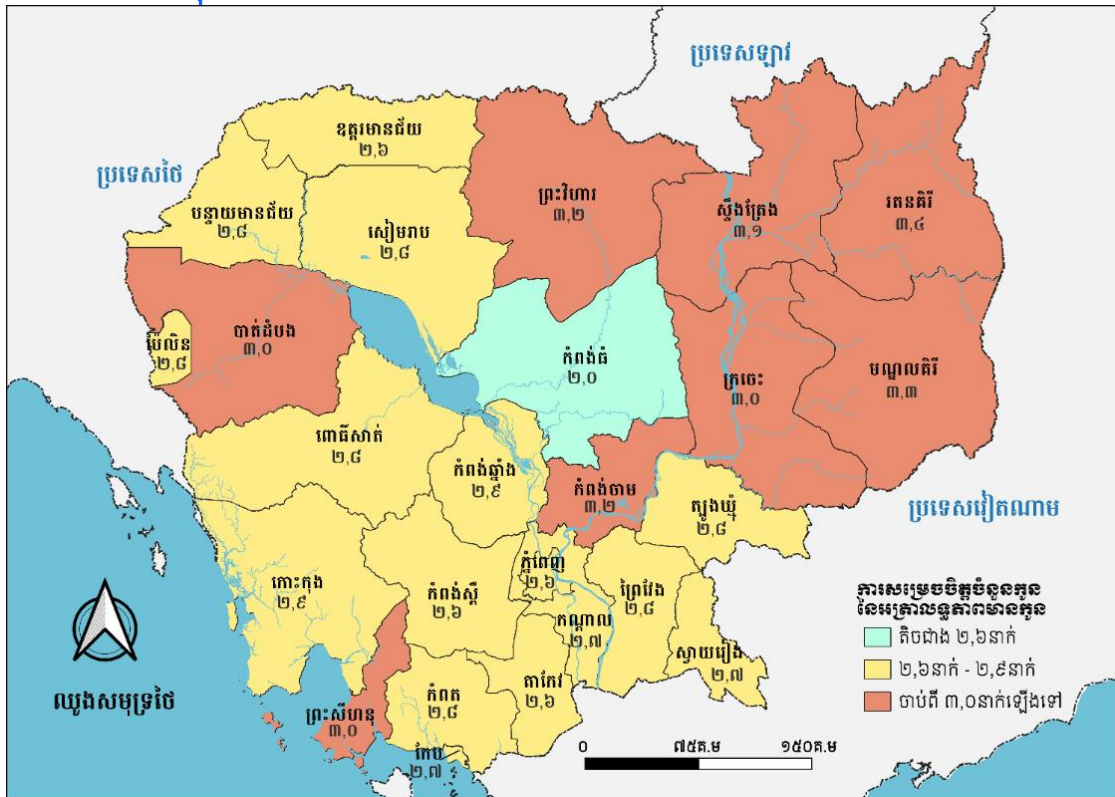 ប្រទេសឡាវ
ឧត្តរមានជ័យ
២,៦
ប្រទេសថៃ
ព្រះវិហារ
៣,២
ស្ទឹងត្រែង
៣,១
រតនគិរី
៣,៤
បន្ទាយមានជ័យ
២,៨
សៀមរាប
២,៨
បាត់ដំបង
៣,០
ប៉ៃលិន
២,៨
កំពង់ធំ
២,០
ក្រចេះ
៣,០
មណ្ឌលគិរី
៣,៣
ពោធិ៍សាត់
២,៨
កំពង់ឆ្នាំង
២,៩
កំពង់ចាម
៣,២
ត្បូងឃ្មុំ
២,៨
ប្រទេសវៀតណាម
ភ្នំពេញ
២,៦
កោះកុង
២,៩
កំពង់ស្ពឺ
២,៦
ព្រៃវែង
២,៨
កណ្តាល
២,៧
ស្វាយរៀង
២,៧
តាកែវ
២,៦
កំពត
២,៨
ព្រះសីហនុ
៣,០
កែប
២,៧
ឈូងសមុទ្រថៃ
ការសម្រេចចិត្តចំនួនកូន
នៃអត្រាលទ្ធភាពមានកូន
តិចជាង ២,៦នាក់
២,៦នាក់ - ២,៩នាក់
ចាប់ពី ៣,០នាក់ឡើងទៅ
០ ៧៥គ.ម ១៥០គ.ម